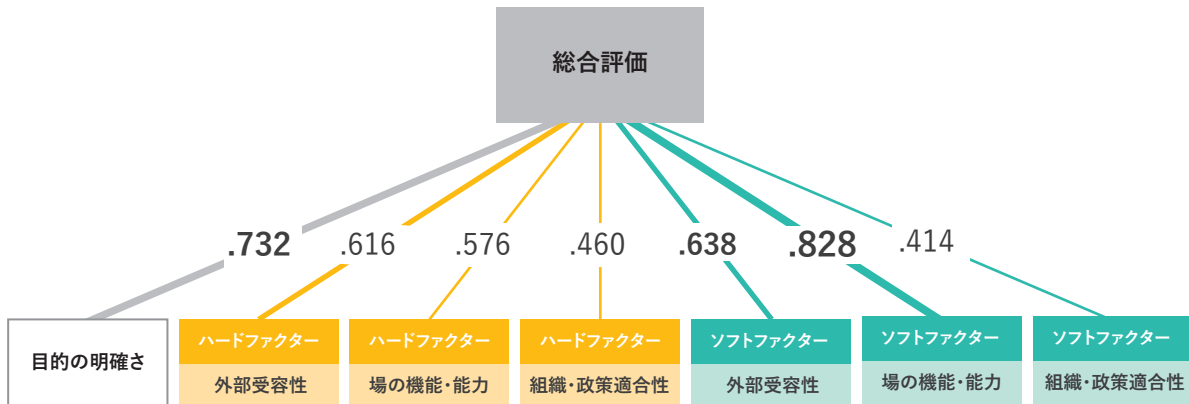 総合評価
.732
.616
.576
.460
.638
.828
.414
目的の明確さ
ハードファクター
外部受容性
ハードファクター
場の機能・能力
ハードファクター
組織・政策適合性
ソフトファクター
外部受容性
ソフトファクター
場の機能・能力
ソフトファクター
組織・政策適合性